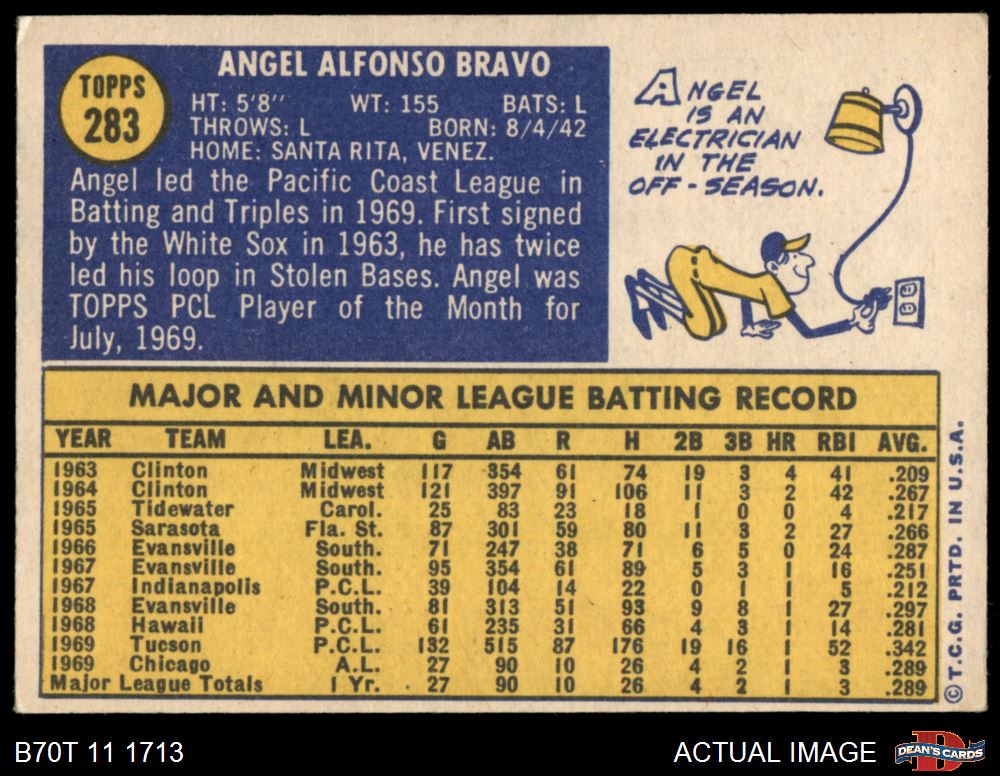 TOPPS
283
ANGEL ALFONSO BRAVO
HT: 5'8" WT: 155 BATS: L
THROWS: L BORN: 8/4/42
HOME: SANTA RITA, VENEZ.
Angel led the Pacific Coast League in
Batting and Triples in 1969. First signed
by the White Sox in 1963, he has twice
led his loop in Stolen Bases. Angel was
TOPPS PCL Player of the Month for
July, 1969.
ANGEL
IS AN
ELECTRICIAN
IN THE
OFF-SEASON.
MAJOR AND MINOR LEAGUE BATTING RECORD
YEAR TEAM LEA. G AB R H 2B 3B HR RBI AVG.
1963 Clinton Midwest 117 354 61 74 19 3 4 41 .209
1964 Clinton Midwest 121 397 91 106 11 3 2 42 .267
1965 Tidewater Carol. 25 83 23 18 1 0 0 4 .217
1965 Sarasota Fla. St. 87 301 59 80 11 3 2 27 .266
1966 Evansville South. 71 247 38 71 6 5 0 24 .287
1967 Evansville South. 95 354 61 89 5 3 1 16 .251
1967 Indianapolis P.C.L. 39 104 14 22 0 1 1 5 .212
1968 Evansville South. 81 313 51 93 9 8 1 27 .297
1968 Hawaii P.C.L. 61 235 31 66 4 3 1 14 .281
1969 Tucson P.C.L. 132 515 87 176 19 16 1 52 .342
1969 Chicago A.L. 27 90 10 26 4 2 1 3 .289
Major League Totals 1 Yr. 27 90 10 26 4 2 1 3 .289
© T.C.G. PRTD. IN U.S.A.
B70T 11 1713 ACTUAL IMAGE
DEAN'S CARDS